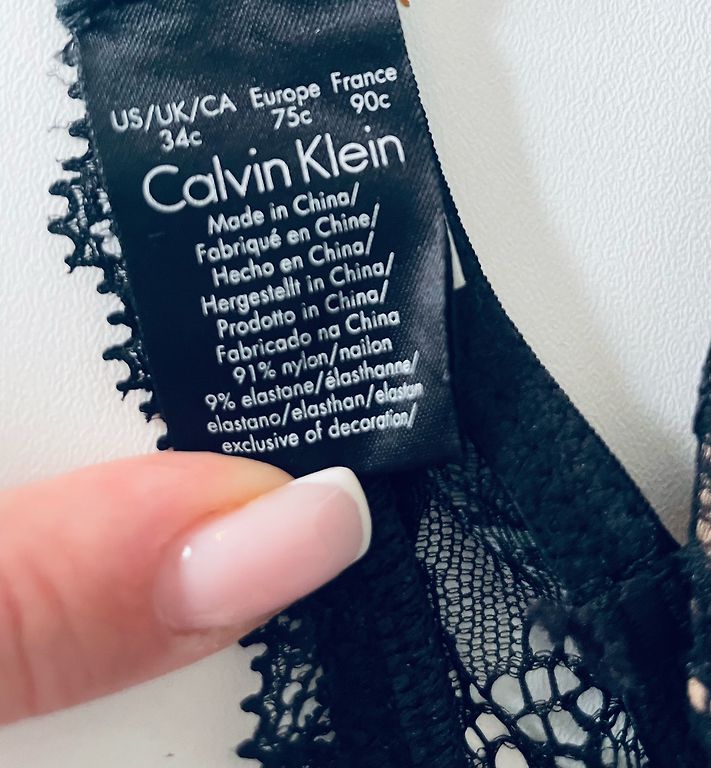 US/UK/CA Europe France
34c 75c 90c
Calvin Klein
Made in China/
Fabriqué en Chine/
Hecho en China/
Hergestellt in China/
Prodotto in China/
Fabricado na China
91% nylon/nailon
9% elastane/élasthanne/
elastano/elasthan/elastan
exclusive of decoration/